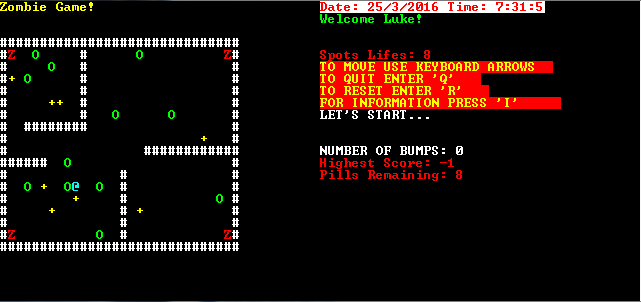 Zombie Game!
Date: 25/3/2016 Time: 7:31:5
Welcome Luke!
Spots Lifes: 8
TO MOVE USE KEYBOARD ARROWS
TO QUIT ENTER 'Q'
TO RESET ENTER 'R'
FOR INFORMATION PRESS 'I'
LET'S START...
NUMBER OF BUMPS: 0
Highest Score: -1
Pills Remaining: 8